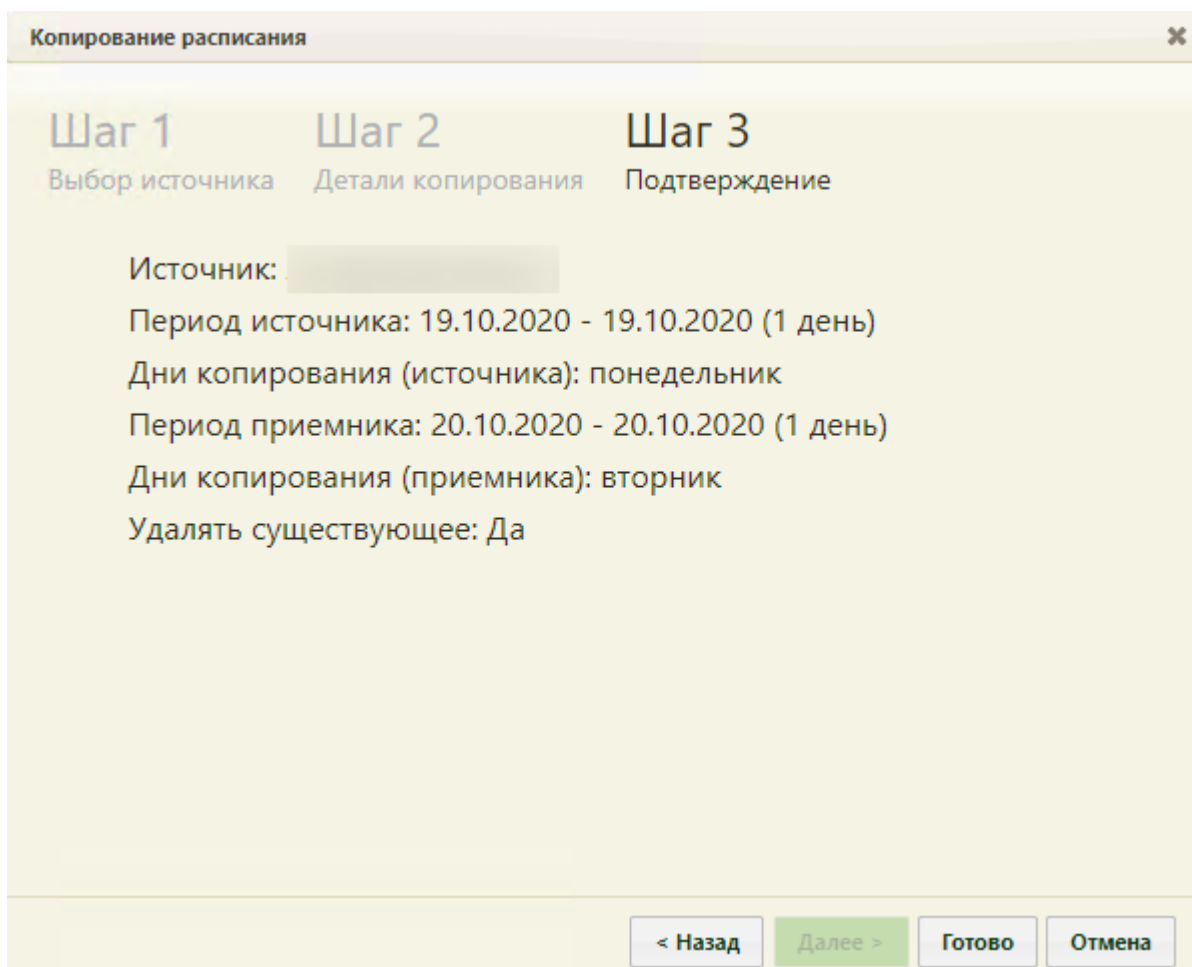 Копирование расписания
Шаг 1 Шаг 2 Шаг 3
Выбор источника Детали копирования Подтверждение
Источник:
Период источника: 19.10.2020 - 19.10.2020 (1 день)
Дни копирования (источника): понедельник
Период приемника: 20.10.2020 - 20.10.2020 (1 день)
Дни копирования (приемника): вторник
Удалять существующее: Да
< Назад Далее > Готово Отмена